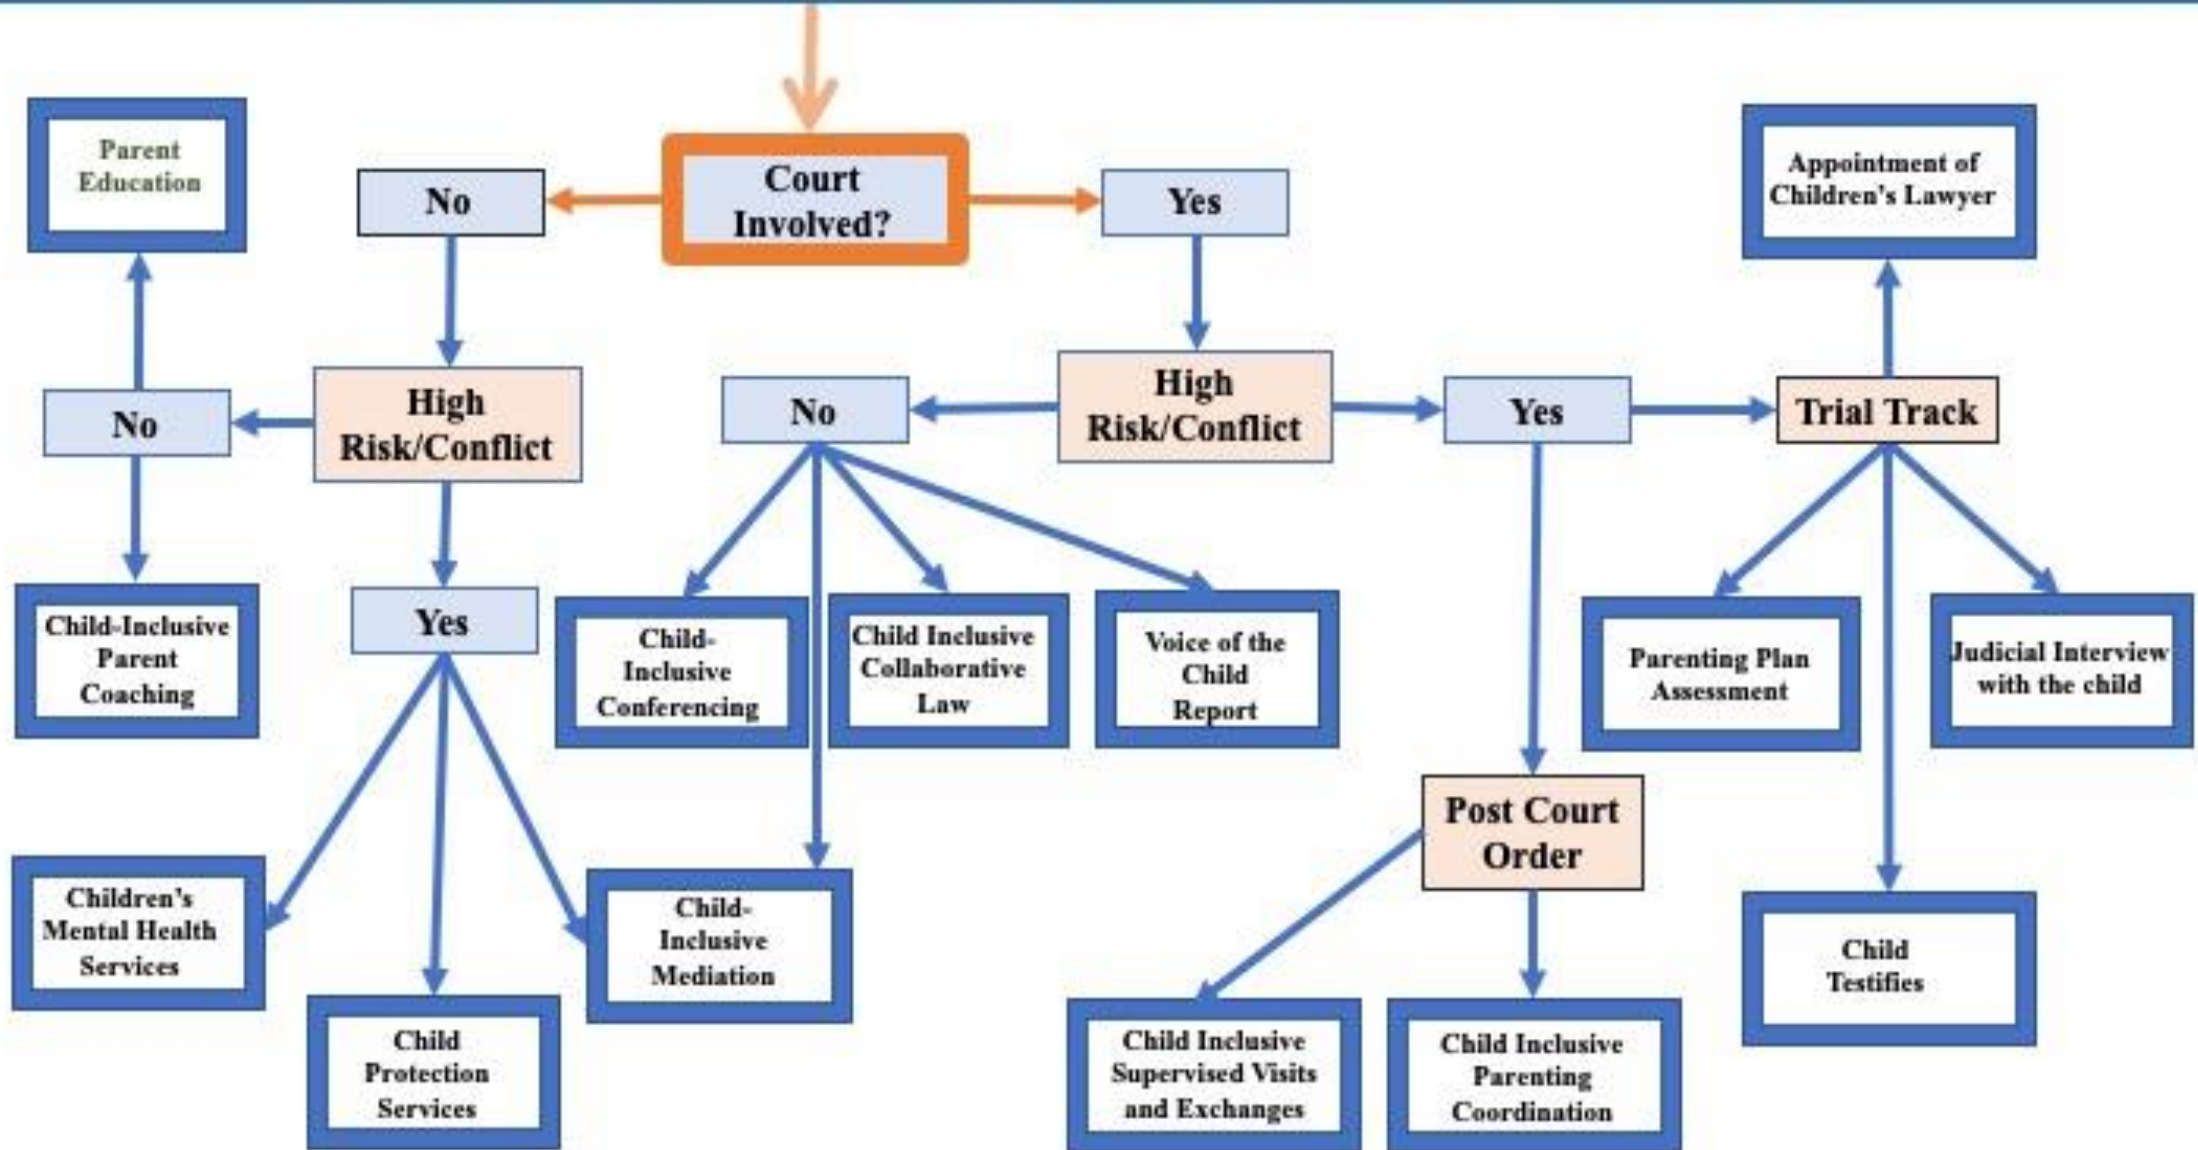 Parent
Education
No
Court
Involved?
Yes
Appointment of
Children's Lawyer
No
High
Risk/Conflict
No
High
Risk/Conflict
Yes
Trial Track
Child-Inclusive
Parent
Coaching
Yes
Child-
Inclusive
Conferencing
Child Inclusive
Collaborative
Law
Voice of the
Child
Report
Parenting Plan
Assessment
Judicial Interview
with the child
Post Court
Order
Children's
Mental Health
Services
Child
Protection
Services
Child-
Inclusive
Mediation
Child Inclusive
Supervised Visits
and Exchanges
Child Inclusive
Parenting
Coordination
Child
Testifies